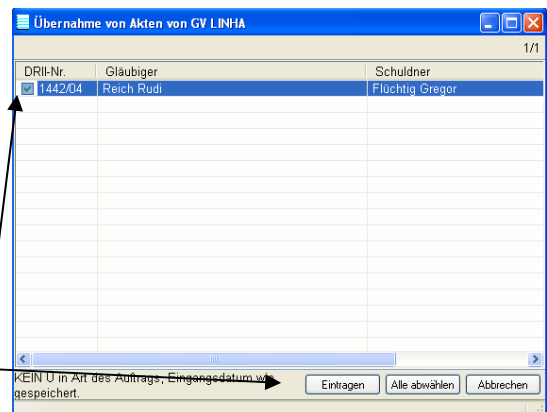 Übernahme von Akten von GV LINHA
1/1
DRII-Nr. Gläubiger Schuldner
1442/04 Reich Rudi Flüchtig Gregor
KEIN Ü in Art des Auftrags, Eingangsdatum wie
gespeichert.
Eintragen Alle abwählen Abbrechen